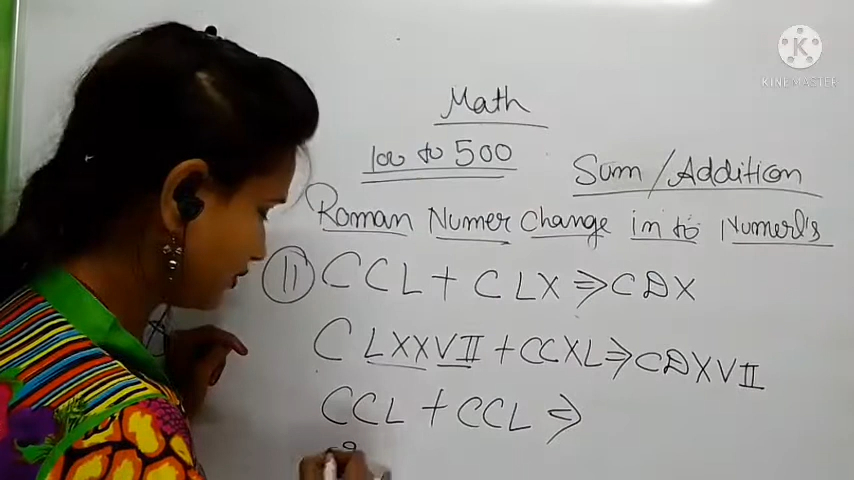 KINEMASTER
Math
100 to 500
Sum / Addition
Roman Numer Change in to Numerl's
11 CCL + CLX ⇒ CDX
CLXXVII + CCXL ⇒ CDXVII
CCL + CCL ⇒